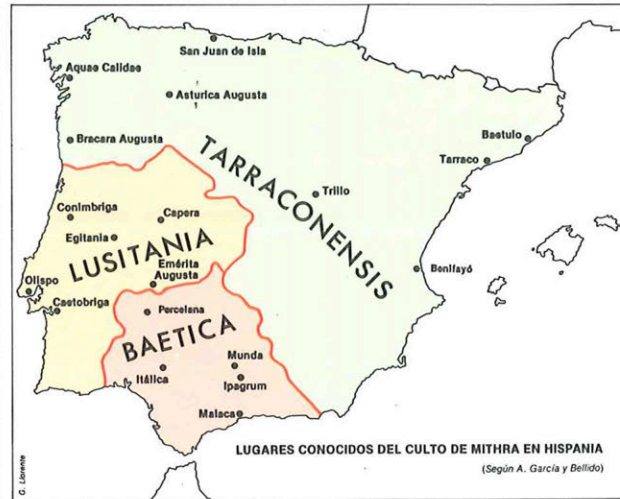 San Juan de Isla
Aquae Calidae
Asturica Augusta
Bracara Augusta
Baetulo
Tarraco
TARRACONENSIS
Trillo
Conimbriga
Capera
Egitania
LUSITANIA
Emérita
Augusta
Olispo
Caetobriga
Benifayó
Percelana
BAETICA
Munda
Itálica
Ipagrum
Malaca
LUGARES CONOCIDOS DEL CULTO DE MITHRA EN HISPANIA
(Según A. García y Bellido)
G. Llorente